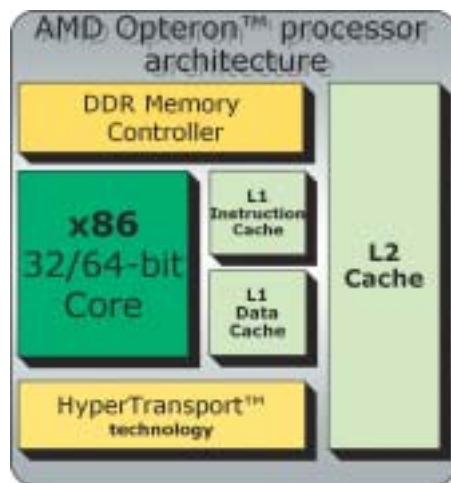 AMD Opteron™ processor
architecture
DDR Memory
Controller
x86
32/64-bit
Core
L1
Instruction
Cache
L1
Data
Cache
L2
Cache
HyperTransport™
technology